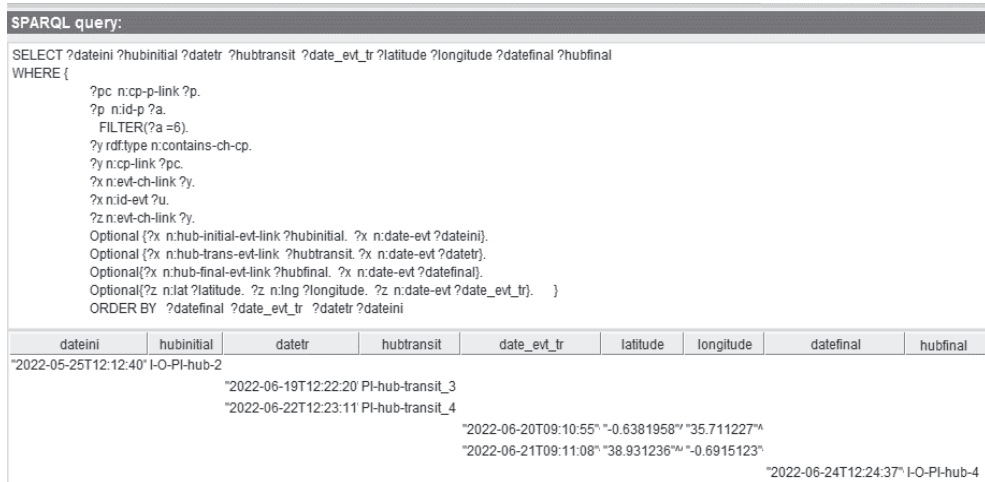 SPARQL query:
SELECT ?dateini ?hubinitial ?datetr ?hubtransit ?date_evt_tr ?latitude ?longitude ?datefinal ?hubfinal
WHERE {
?pc n:cp-p-link ?p.
?p n:id-p ?a.
FILTER(?a =6).
?y rdf:type n:contains-ch-cp.
?y n:cp-link ?pc.
?x n:evt-ch-link ?y.
?x n:id-evt ?u.
?z n:evt-ch-link ?y.
Optional {?x n:hub-initial-evt-link ?hubinitial. ?x n:date-evt ?dateini}.
Optional {?x n:hub-trans-evt-link ?hubtransit. ?x n:date-evt ?datetr}.
Optional{?x n:hub-final-evt-link ?hubfinal. ?x n:date-evt ?datefinal}.
Optional{?z n:lat ?latitude. ?z n:lng ?longitude. ?z n:date-evt ?date_evt_tr}. }
ORDER BY ?datefinal ?date_evt_tr ?datetr ?dateini
dateini hubinitial datetr hubtransit date_evt_tr latitude longitude datefinal hubfinal
"2022-05-25T12:12:40" I-O-PI-hub-2
"2022-06-19T12:22:20' PI-hub-transit_3
"2022-06-22T12:23:11' PI-hub-transit_4
"2022-06-20T09:10:55" "-0.6381958"^ "35.711227"^
"2022-06-21T09:11:08" "38.931236"^ "-0.6915123"
"2022-06-24T12:24:37" I-O-PI-hub-4